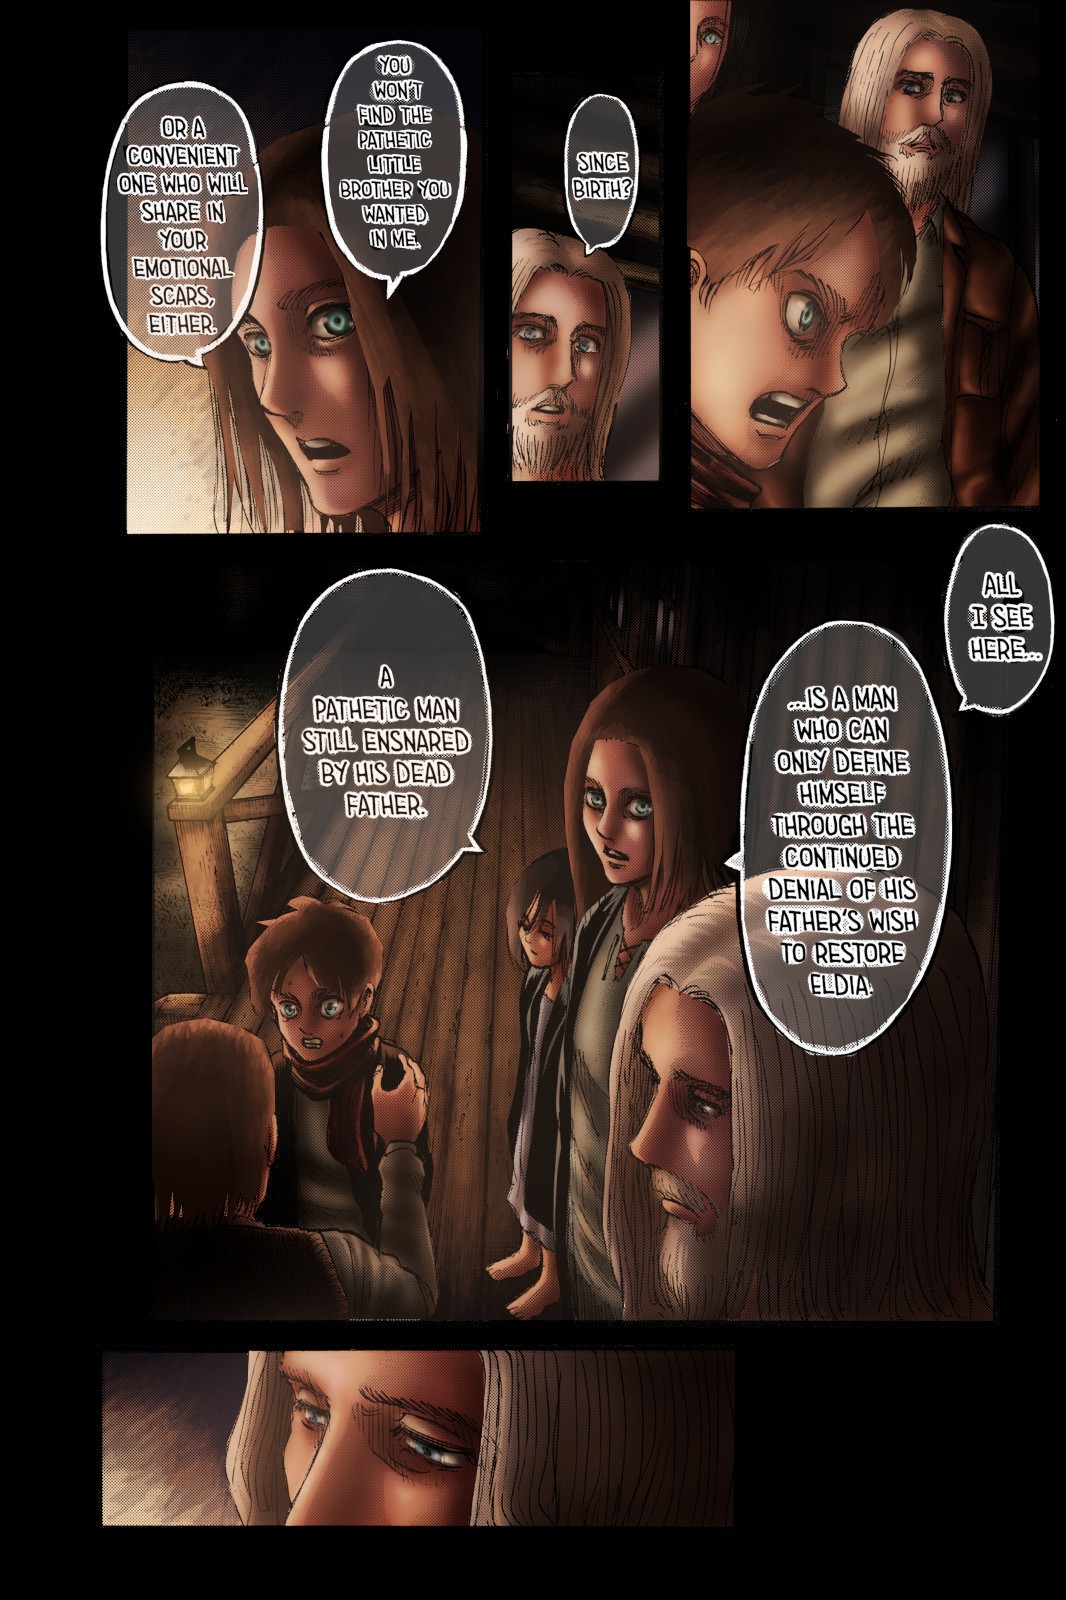 SINCE
BIRTH?
YOU
WON'T
FIND THE
PATHETIC
LITTLE
BROTHER YOU
WANTED
IN ME.
OR A
CONVENIENT
ONE WHO WILL
SHARE IN
YOUR
EMOTIONAL
SCARS,
EITHER.
ALL
I SEE
HERE...
...IS A MAN
WHO CAN
ONLY DEFINE
HIMSELF
THROUGH THE
CONTINUED
DENIAL OF HIS
FATHER'S WISH
TO RESTORE
ELDIA.
A
PATHETIC MAN
STILL ENSNARED
BY HIS DEAD
FATHER.